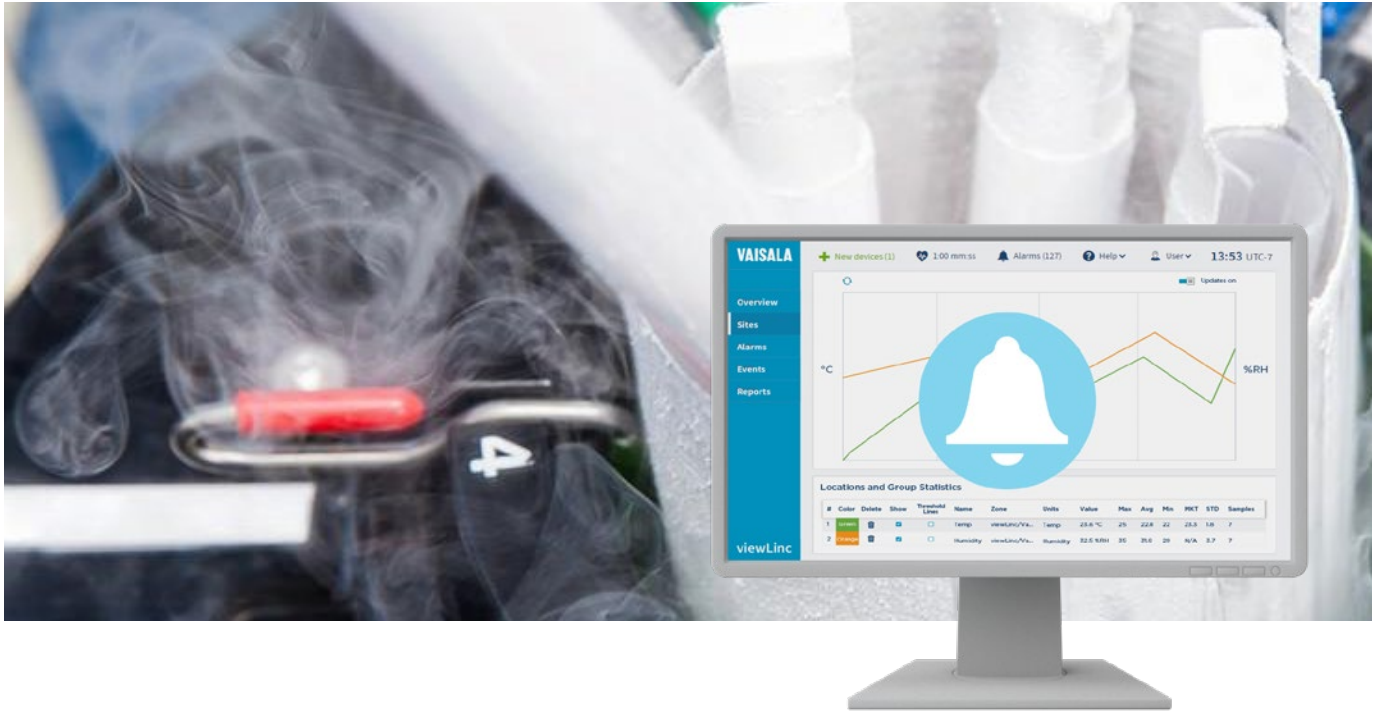 4
VAISALA
New devices (1) 1:00 mm:ss Alarms (127) Help User 13:53 UTC-7
Updates on
Overview
Sites
Alarms
Events
Reports
°C
%RH
Locations and Group Statistics
# Color Delete Show Threshold Lines Name Zone Units Value Max Avg Min MKT STD Samples
1 Green Temp viewLinc/Va... Temp 23.6 °C 25 22.8 22 23.3 1.6 7
2 Orange Humidity viewLinc/Va... Humidity 32.5 %RH 35 31.6 29 N/A 3.7 7
viewLinc